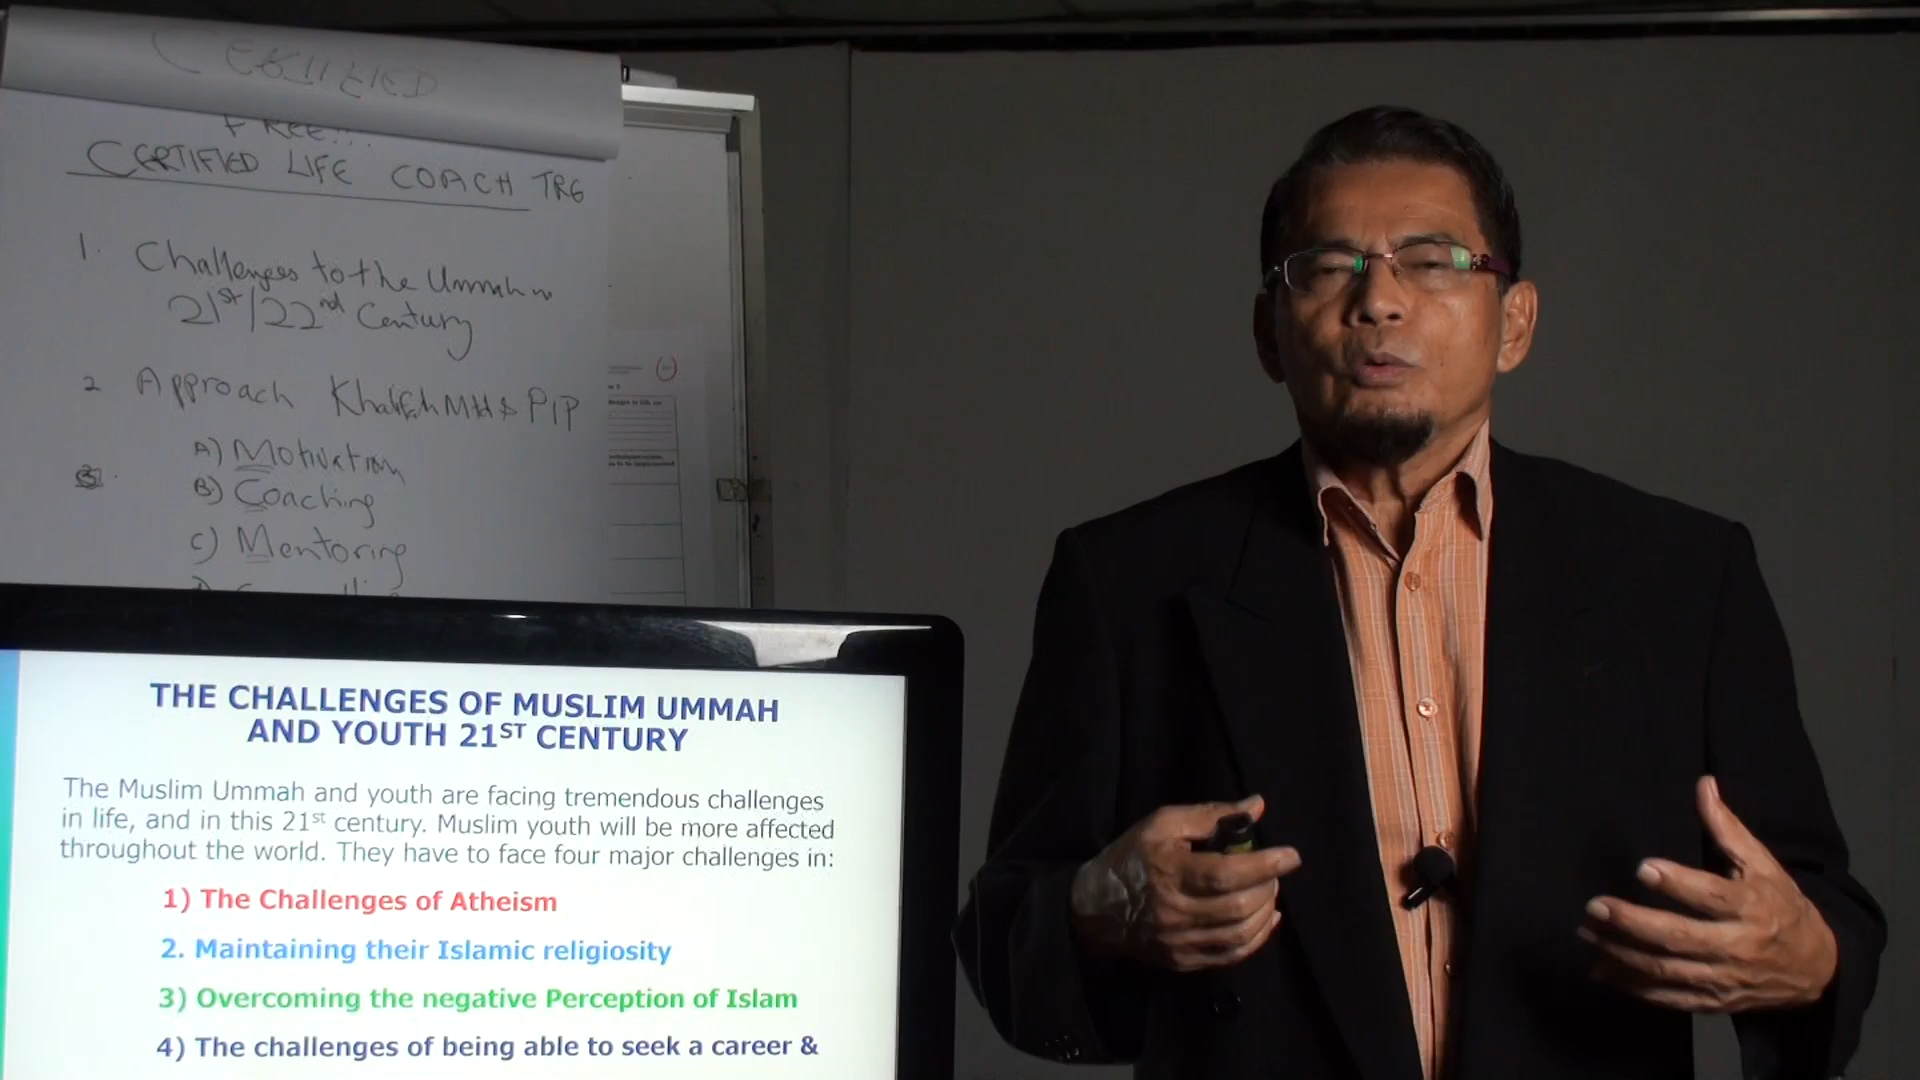 CERTIFIED
FREE!...
CERTIFIED LIFE COACH TRG
1. Challenges to the Ummah in
21st/22nd Century
2 Approach Khalifah PIP
A) Motivation
B) Coaching
C) Mentoring
THE CHALLENGES OF MUSLIM UMMAH
AND YOUTH 21ST CENTURY
The Muslim Ummah and youth are facing tremendous challenges
in life, and in this 21st century. Muslim youth will be more affected
throughout the world. They have to face four major challenges in:
1) The Challenges of Atheism
2. Maintaining their Islamic religiosity
3) Overcoming the negative Perception of Islam
4) The challenges of being able to seek a career &